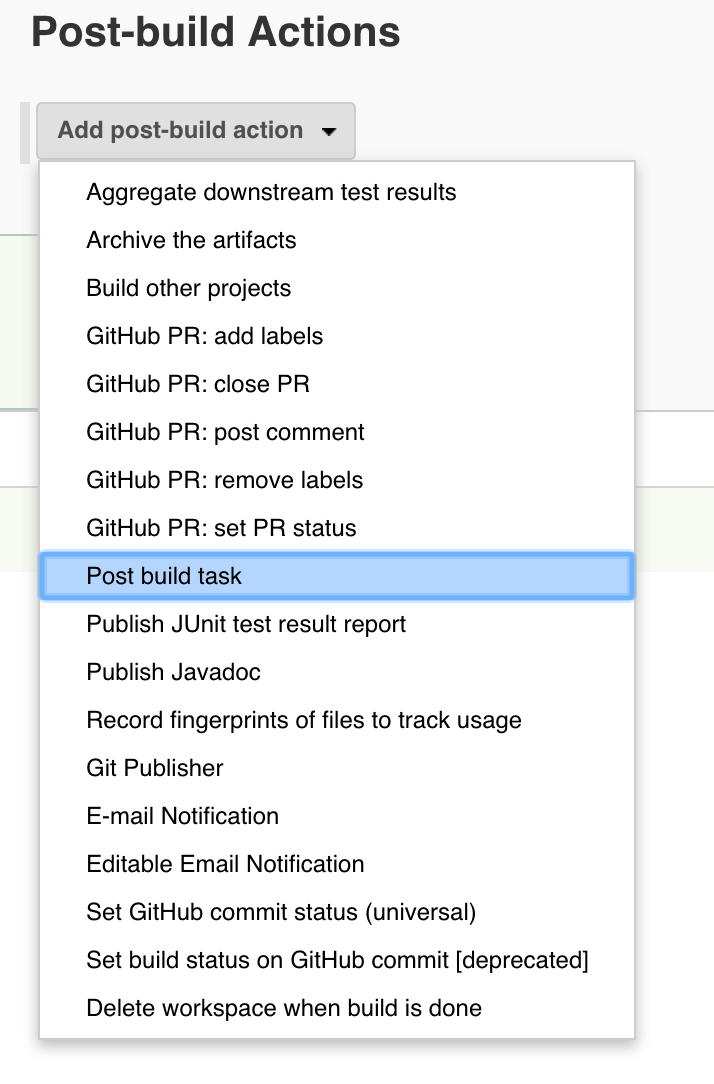 Post-build Actions
Add post-build action
Aggregate downstream test results
Archive the artifacts
Build other projects
GitHub PR: add labels
GitHub PR: close PR
GitHub PR: post comment
GitHub PR: remove labels
GitHub PR: set PR status
Post build task
Publish JUnit test result report
Publish Javadoc
Record fingerprints of files to track usage
Git Publisher
E-mail Notification
Editable Email Notification
Set GitHub commit status (universal)
Set build status on GitHub commit [deprecated]
Delete workspace when build is done